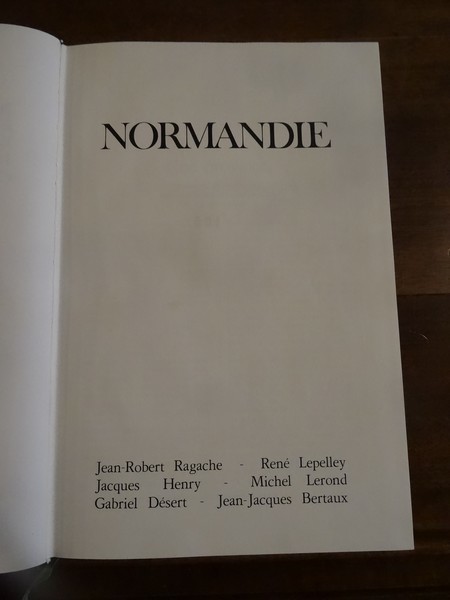 NORMANDIE
Jean-Robert Ragache - René Lepelley
Jacques Henry - Michel Lerond
Gabriel Désert - Jean-Jacques Bertaux